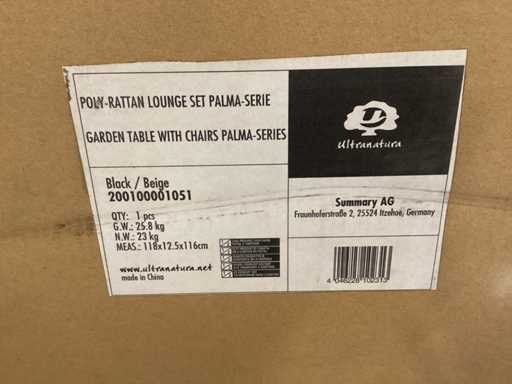 POLY-RATTAN LOUNGE SET PALMA-SERIE
GARDEN TABLE WITH CHAIRS PALMA-SERIES
Black / Beige
200100001051
QTY: 1 pcs
G.W.: 25.8 kg
N.W.: 23 kg
MEAS.: 118x12.5x116cm
www.ultranatura.net
made in China
Ultranatura
Summary AG
Fraunhoferstraße 2, 25524 Itzehoe, Germany